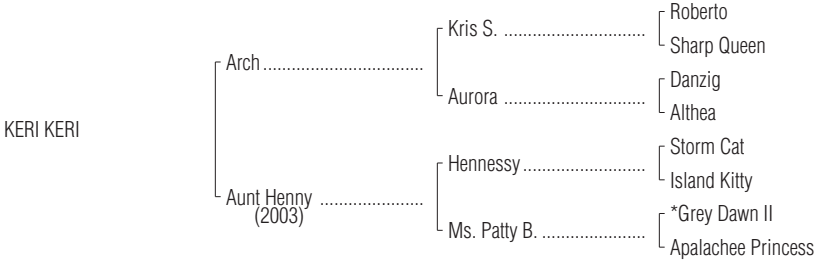 Roberto
Kris S. ..............................
Sharp Queen
Arch ..................................
Danzig
Aurora ..............................
Althea
KERI KERI
Storm Cat
Hennessy ..........................
Island Kitty
Aunt Henny ......................
(2003)
*Grey Dawn II
Ms. Patty B. ......................
Apalachee Princess